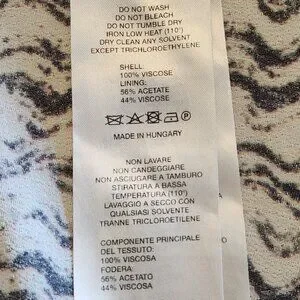 DO NOT WASH
DO NOT BLEACH
DO NOT TUMBLE DRY
IRON LOW HEAT (110°)
DRY CLEAN ANY SOLVENT
EXCEPT TRICHLOROETHYLENE
SHELL:
100% VISCOSE
LINING:
56% ACETATE
44% VISCOSE
MADE IN HUNGARY
NON LAVARE
NON CANDEGGIARE
NON ASCIUGARE A TAMBURO
STIRATURA A BASSA
TEMPERATURA (110°)
LAVAGGIO A SECCO CON
QUALSIASI SOLVENTE
TRANNE TRICLOROETILENE
COMPONENTE PRINCIPALE
DEL TESSUTO:
100% VISCOSA
FODERA:
56% ACETATO
44% VISCOSA